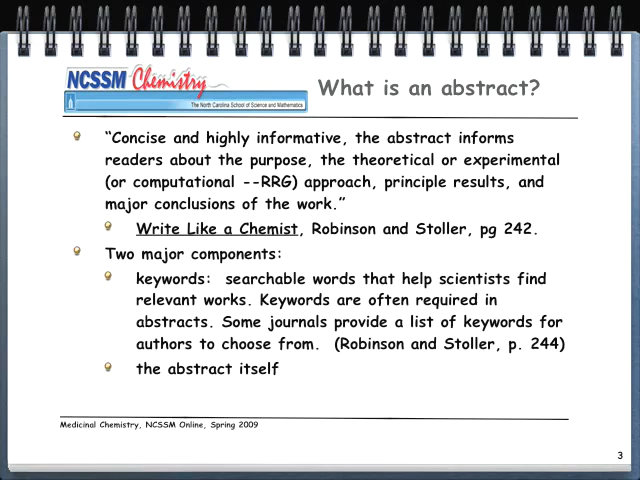 NCSSM Chemistry
The North Carolina School of Science and Mathematics
What is an abstract?
“Concise and highly informative, the abstract informs
readers about the purpose, the theoretical or experimental
(or computational --RRG) approach, principle results, and
major conclusions of the work.”
Write Like a Chemist, Robinson and Stoller, pg 242.
Two major components:
keywords:  searchable words that help scientists find
relevant works. Keywords are often required in
abstracts. Some journals provide a list of keywords for
authors to choose from.  (Robinson and Stoller, p. 244)
the abstract itself
Medicinal Chemistry, NCSSM Online, Spring 2009
3